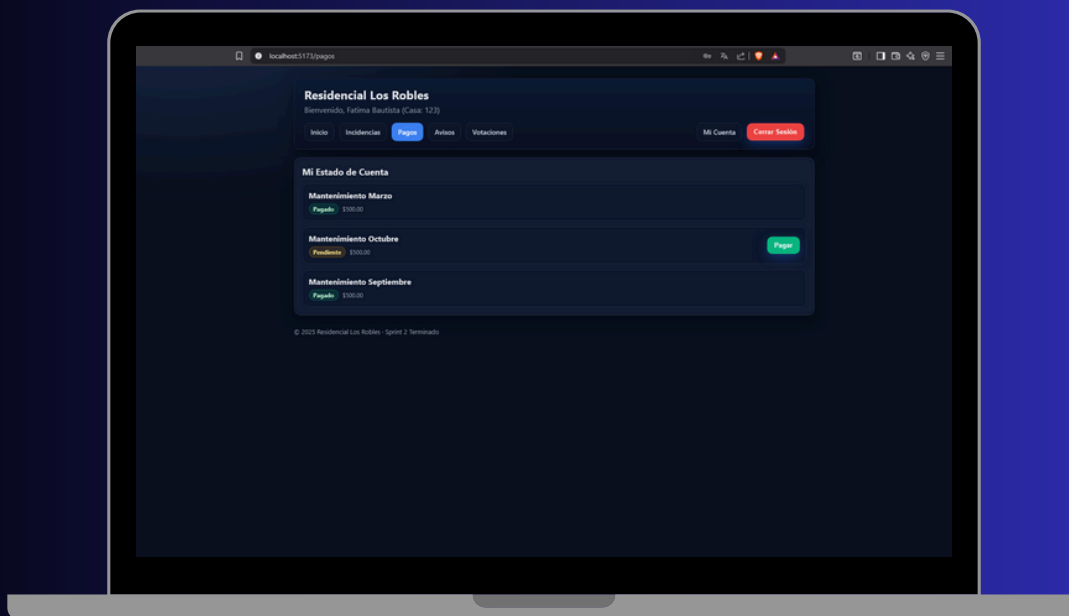 localhost:5173/pagos
Residencial Los Robles
Bienvenido, Fatima Bautista (Casa: 123)
Inicio Incidencias Pagos Avisos Votaciones Mi Cuenta Cerrar Sesión
Mi Estado de Cuenta
Mantenimiento Marzo
Pagado $500.00
Mantenimiento Octubre
Pendiente $500.00
Pagar
Mantenimiento Septiembre
Pagado $500.00
© 2025 Residencial Los Robles - Sprint 2 Terminado